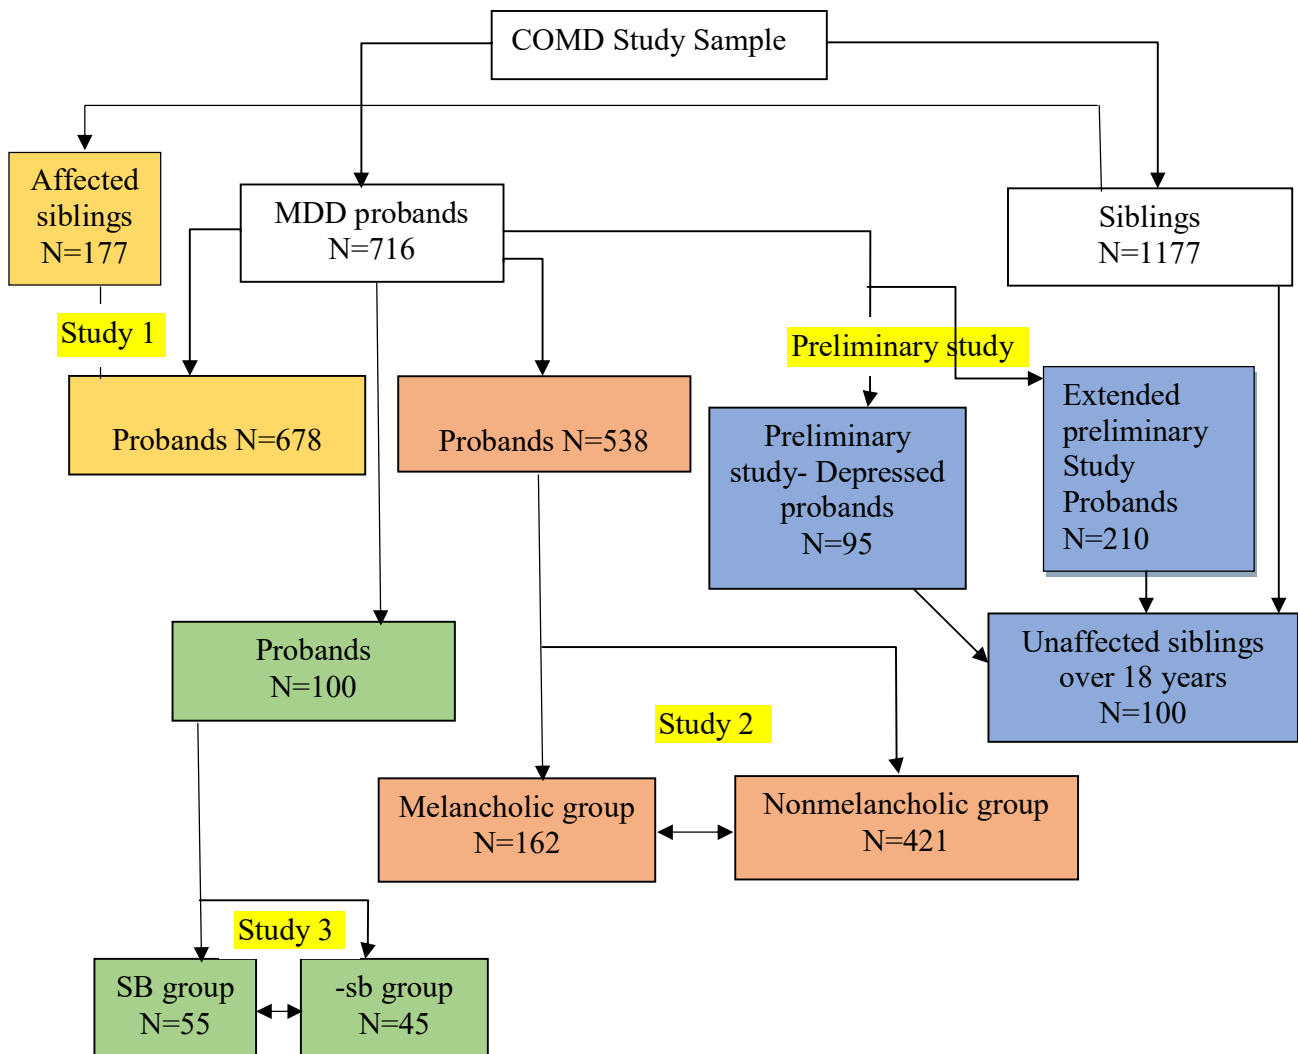 COMD Study Sample
Affected
siblings
N=177
MDD probands
N=716
Siblings
N=1177
Study 1
Preliminary study
Probands N=678
Probands N=538
Preliminary
study- Depressed
probands
N=95
Extended
preliminary
Study
Probands
N=210
Probands
N=100
Unaffected siblings
over 18 years
N=100
Study 2
Melancholic group
N=162
Nonmelancholic group
N=421
Study 3
SB group
N=55
-sb group
N=45